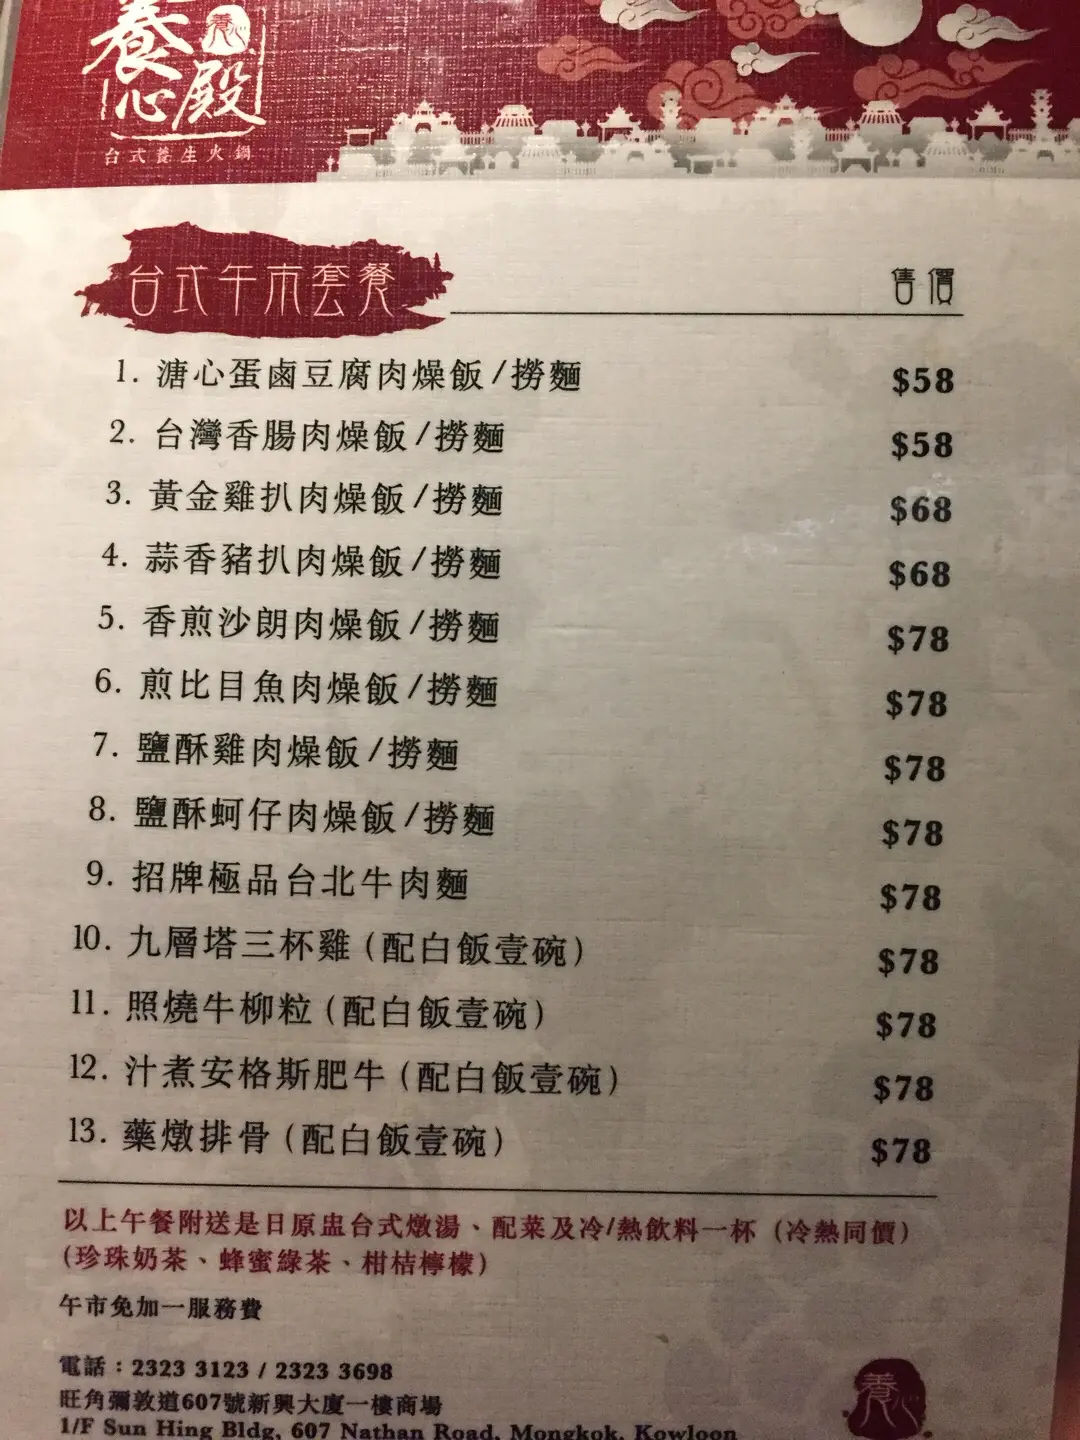 養心殿
養心
台式養生火鍋
台式午市套餐
售價
1. 溏心蛋鹵豆腐肉燥飯/撈麵 $58
2. 台灣香腸肉燥飯/撈麵 $58
3. 黃金雞扒肉燥飯/撈麵 $68
4. 蒜香豬扒肉燥飯/撈麵 $68
5. 香煎沙朗肉燥飯/撈麵 $78
6. 煎比目魚肉燥飯/撈麵 $78
7. 鹽酥雞肉燥飯/撈麵 $78
8. 鹽酥蚵仔肉燥飯/撈麵 $78
9. 招牌極品台北牛肉麵 $78
10. 九層塔三杯雞(配白飯壹碗) $78
11. 照燒牛柳粒(配白飯壹碗) $78
12. 汁煮安格斯肥牛(配白飯壹碗) $78
13. 藥燉排骨(配白飯壹碗) $78
以上午餐附送是日原盅台式燉湯、配菜及冷/熱飲料一杯(冷熱同價)
(珍珠奶茶、蜂蜜綠茶、柑桔檸檬)
午市免加一服務費
電話:2323 3123 / 2323 3698
旺角彌敦道607號新興大廈一樓商場
1/F Sun Hing Bldg, 607 Nathan Road, Mongkok, Kowloon
養心